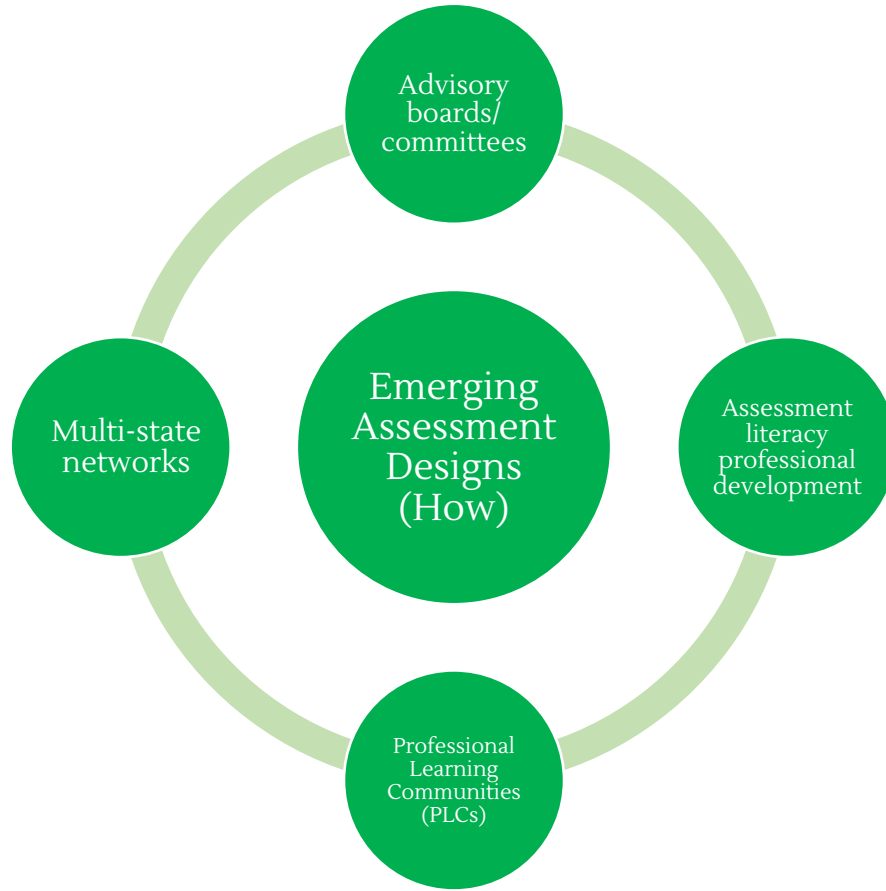 Advisory
boards/
committees
Emerging
Assessment
Designs
(How)
Multi-state
networks
Assessment
literacy
professional
development
Professional
Learning
Communities
(PLCs)